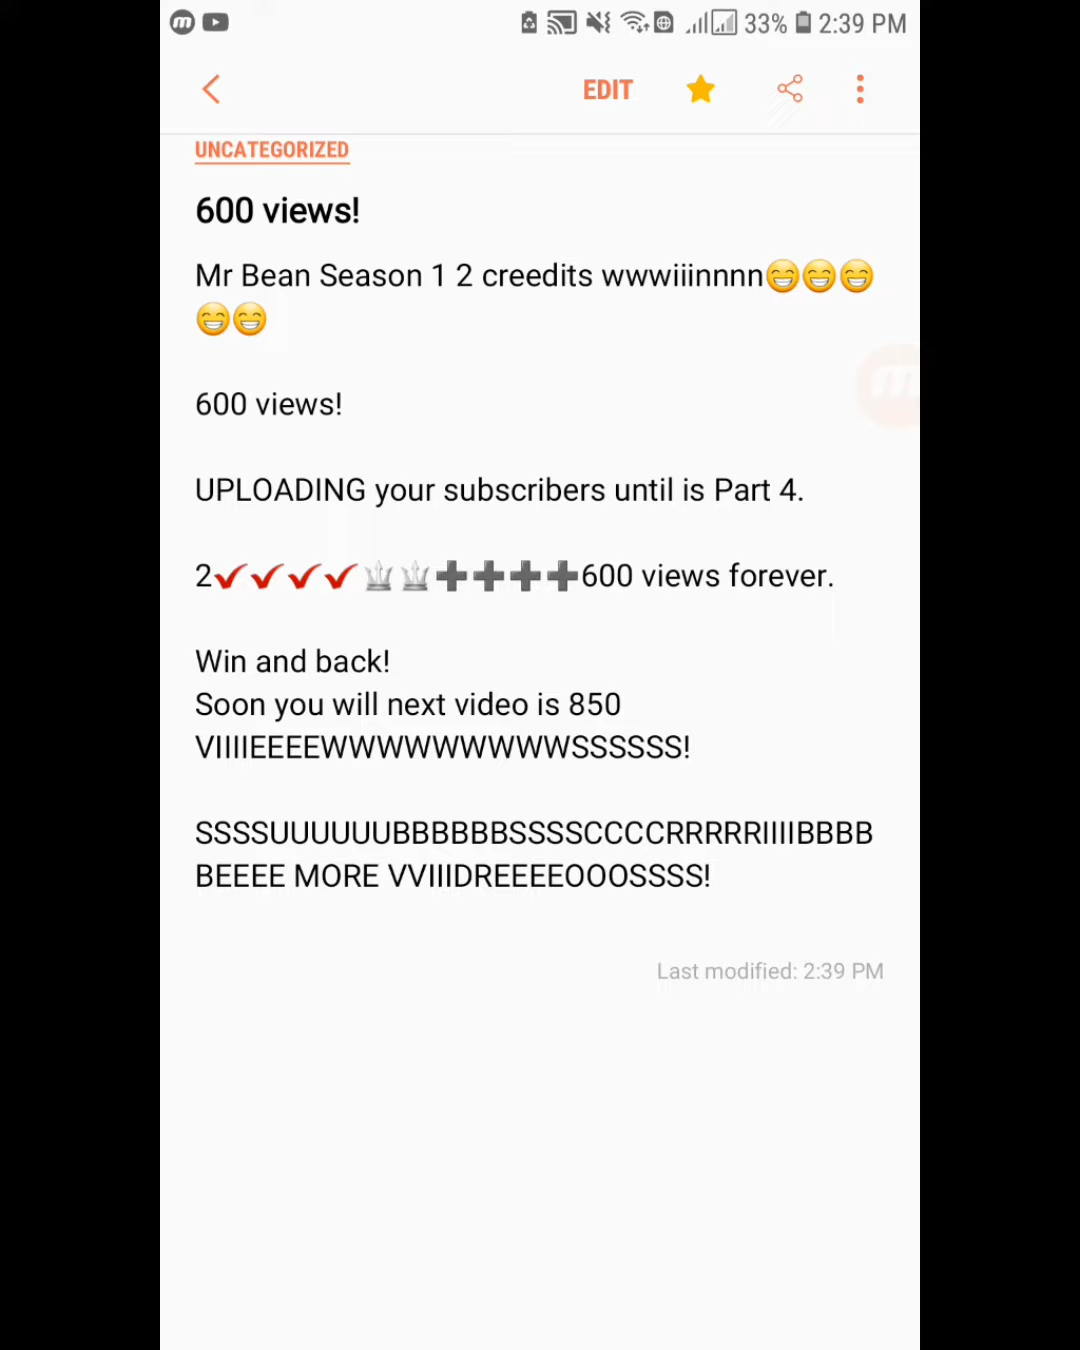 33% 2:39 PM
EDIT
UNCATEGORIZED
600 views!
Mr Bean Season 1 2 creedits wwwiiinnnn😁😁😁
😁😁
600 views!
UPLOADING your subscribers until is Part 4.
2✔✔✔✔♕♕➕➕➕➕600 views forever.
Win and back!
Soon you will next video is 850
VIIIIEEEEWWWWWWWWWSSSSSS!
SSSSUUUUUUBBBBBBSSSSCCCCRRRRRIIIIBBBB
BEEEE MORE VVIIIDREEEEOOOSSSS!
Last modified: 2:39 PM